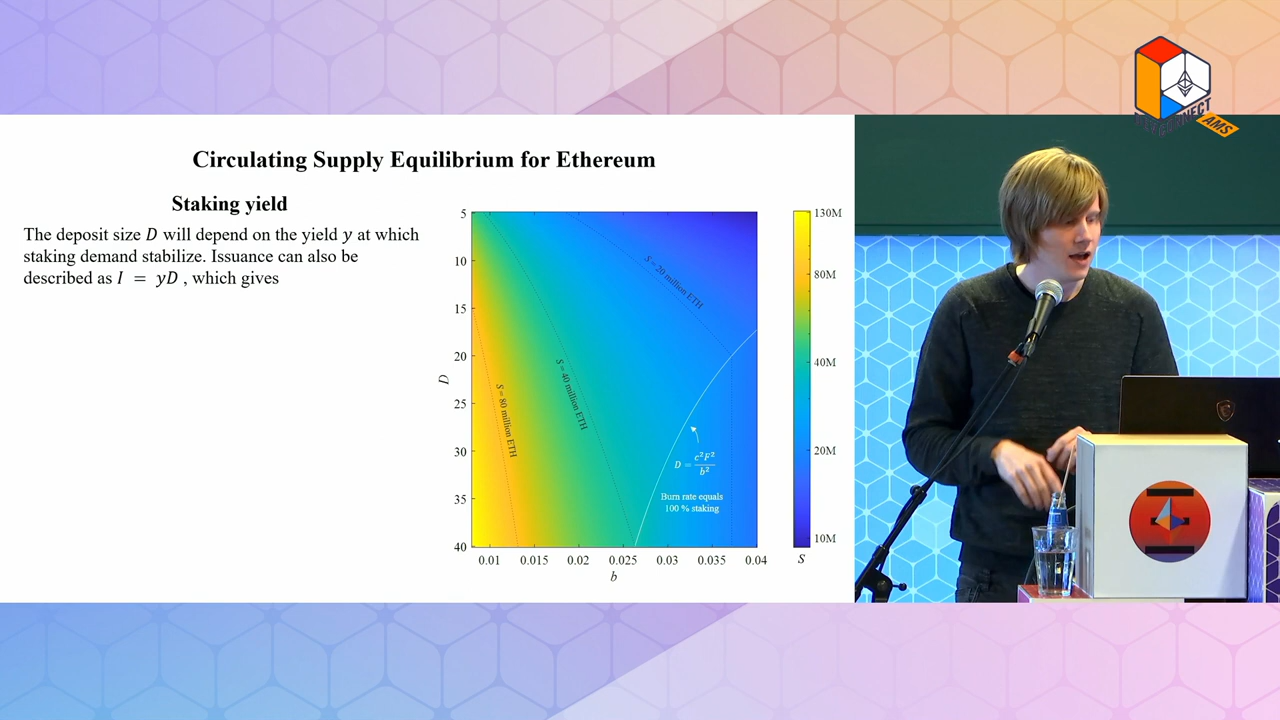 CONNECT
AMS
Circulating Supply Equilibrium for Ethereum
Staking yield
The deposit size D will depend on the yield y at which
staking demand stabilize. Issuance can also be
described as I = yD , which gives
5
10
15
20
25
30
35
40
D
0.01
0.015
0.02
0.025
0.03
0.035
0.04
b
S = 80 million ETH
S = 40 million ETH
S = 20 million ETH
D = c²F²/b²
Burn rate equals
100 % staking
130M
80M
40M
20M
10M
S